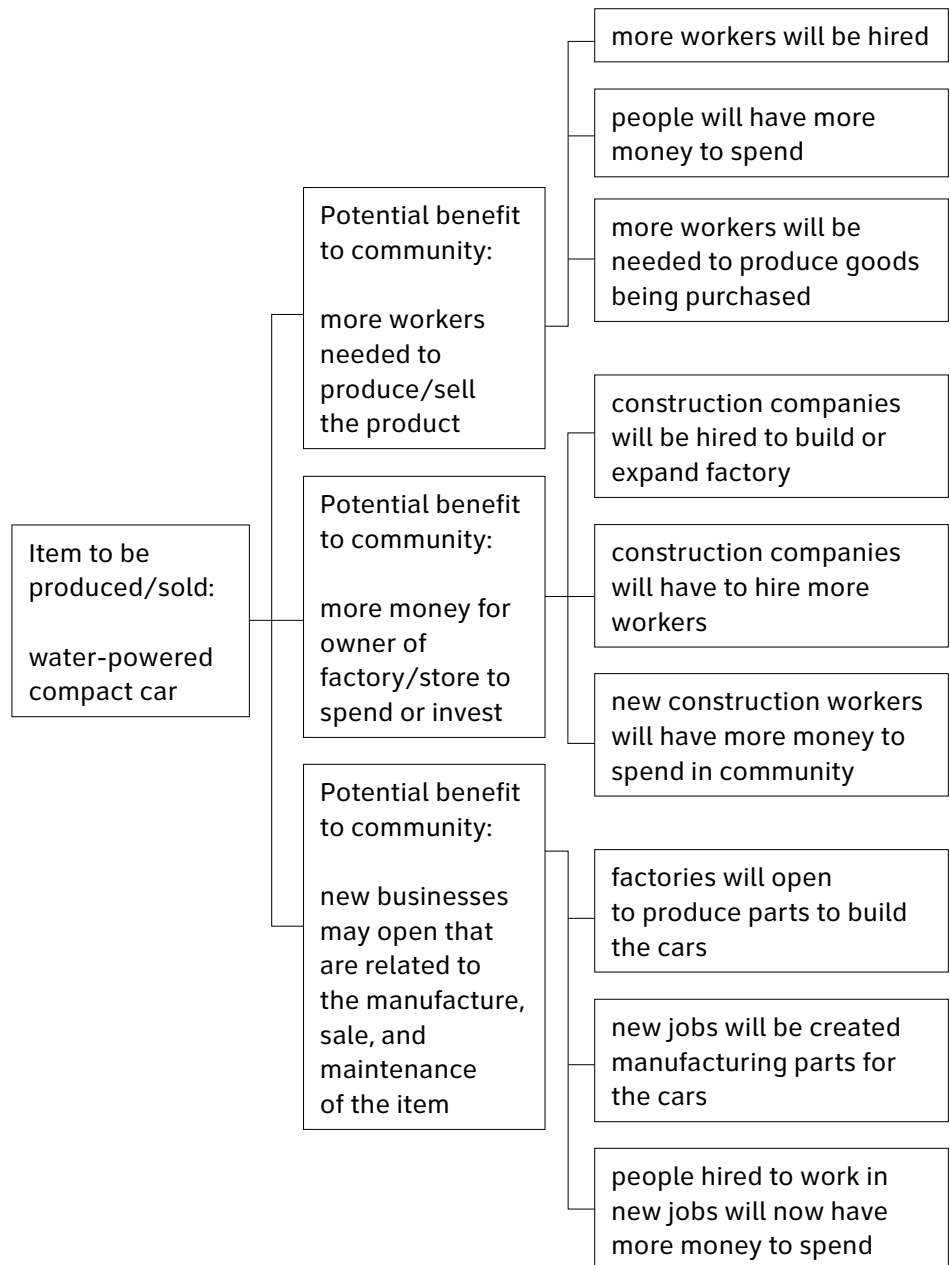 Item to be
produced/sold:
water-powered
compact car
Potential benefit
to community:
more workers
needed to
produce/sell
the product
more workers will be hired
people will have more
money to spend
more workers will be
needed to produce goods
being purchased
Potential benefit
to community:
more money for
owner of
factory/store to
spend or invest
construction companies
will be hired to build or
expand factory
construction companies
will have to hire more
workers
new construction workers
will have more money to
spend in community
Potential benefit
to community:
new businesses
may open that
are related to
the manufacture,
sale, and
maintenance
of the item
factories will open
to produce parts to build
the cars
new jobs will be created
manufacturing parts for
the cars
people hired to work in
new jobs will now have
more money to spend